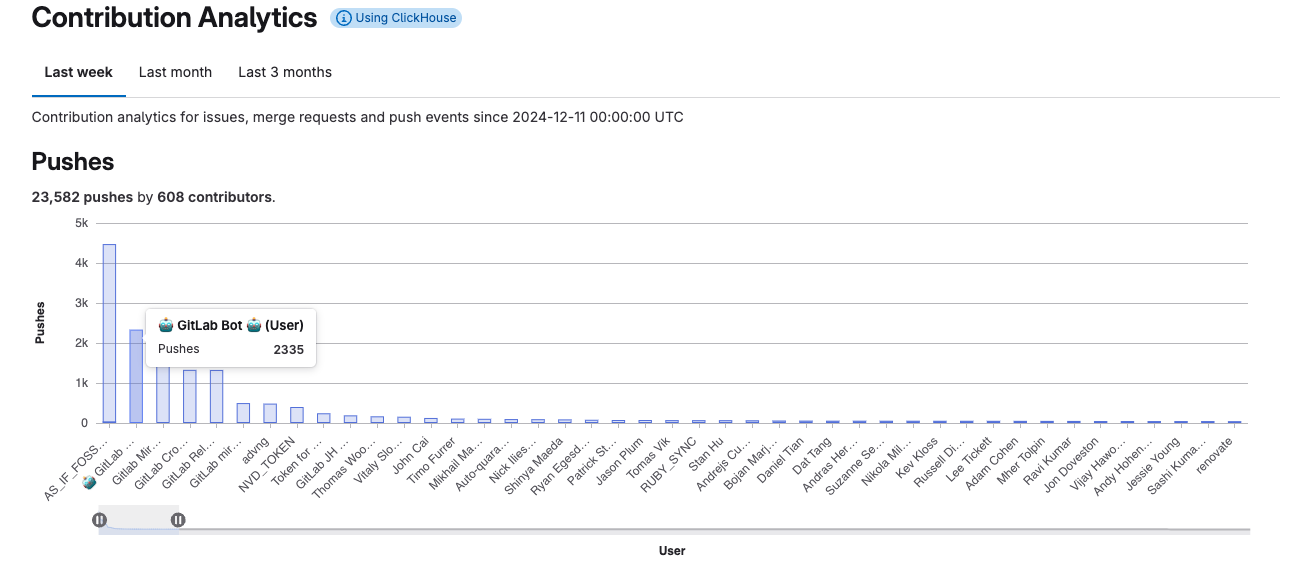 Contribution Analytics Using ClickHouse
Last week Last month Last 3 months
Contribution analytics for issues, merge requests and push events since 2024-12-11 00:00:00 UTC
Pushes
23,582 pushes by 608 contributors.
5k
4k
3k
2k
1k
0
Pushes
🤖 GitLab Bot 🤖 (User)
Pushes 2335
AS_IF_FOSS...
🤖 GitLab ...
Gitlab Mir...
GitLab Cro...
GitLab Rel...
GitLab mir...
advng
NVD_TOKEN
Token for ...
GitLab JH ...
Thomas Woo...
Vitaly Slo...
John Cai
Timo Furrer
Mikhail Ma...
Auto-quara...
Nick Ilies...
Shinya Maeda
Ryan Egesd...
Patrick St...
Jason Plum
Tomas Vik
RUBY_SYNC
Stan Hu
Andrejs Cu...
Bojan Marj...
Daniel Tian
Dat Tang
Andras Her...
Suzanne Se...
Nikola Mil...
Kev Kloss
Russell Di...
Lee Tickett
Adam Cohen
Mner Tolpin
Ravi Kumar
Jon Doveston
Vijay Hawo...
Andy Hohen...
Jessie Young
Sashi Kuma...
renovate
User